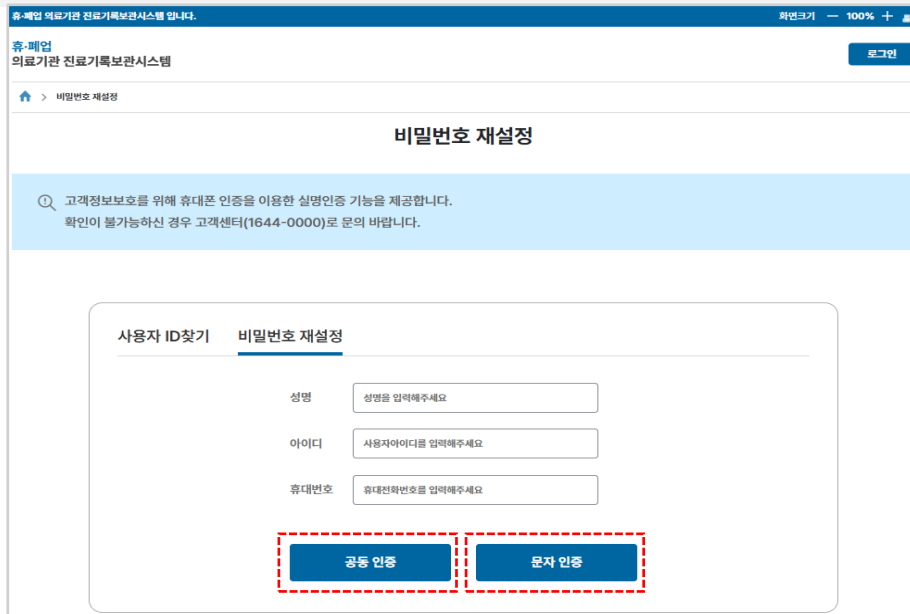 휴·폐업 의료기관 진료기록보관시스템 입니다.
화면크기 — 100% +
휴·폐업
의료기관 진료기록보관시스템
로그인
> 비밀번호 재설정
비밀번호 재설정
고객정보보호를 위해 휴대폰 인증을 이용한 실명인증 기능을 제공합니다.
확인이 불가능하신 경우 고객센터(1644-0000)로 문의 바랍니다.
사용자 ID찾기 비밀번호 재설정
성명 성명을 입력해주세요
아이디 사용자아이디를 입력해주세요
휴대번호 휴대전화번호를 입력해주세요
공동 인증 문자 인증